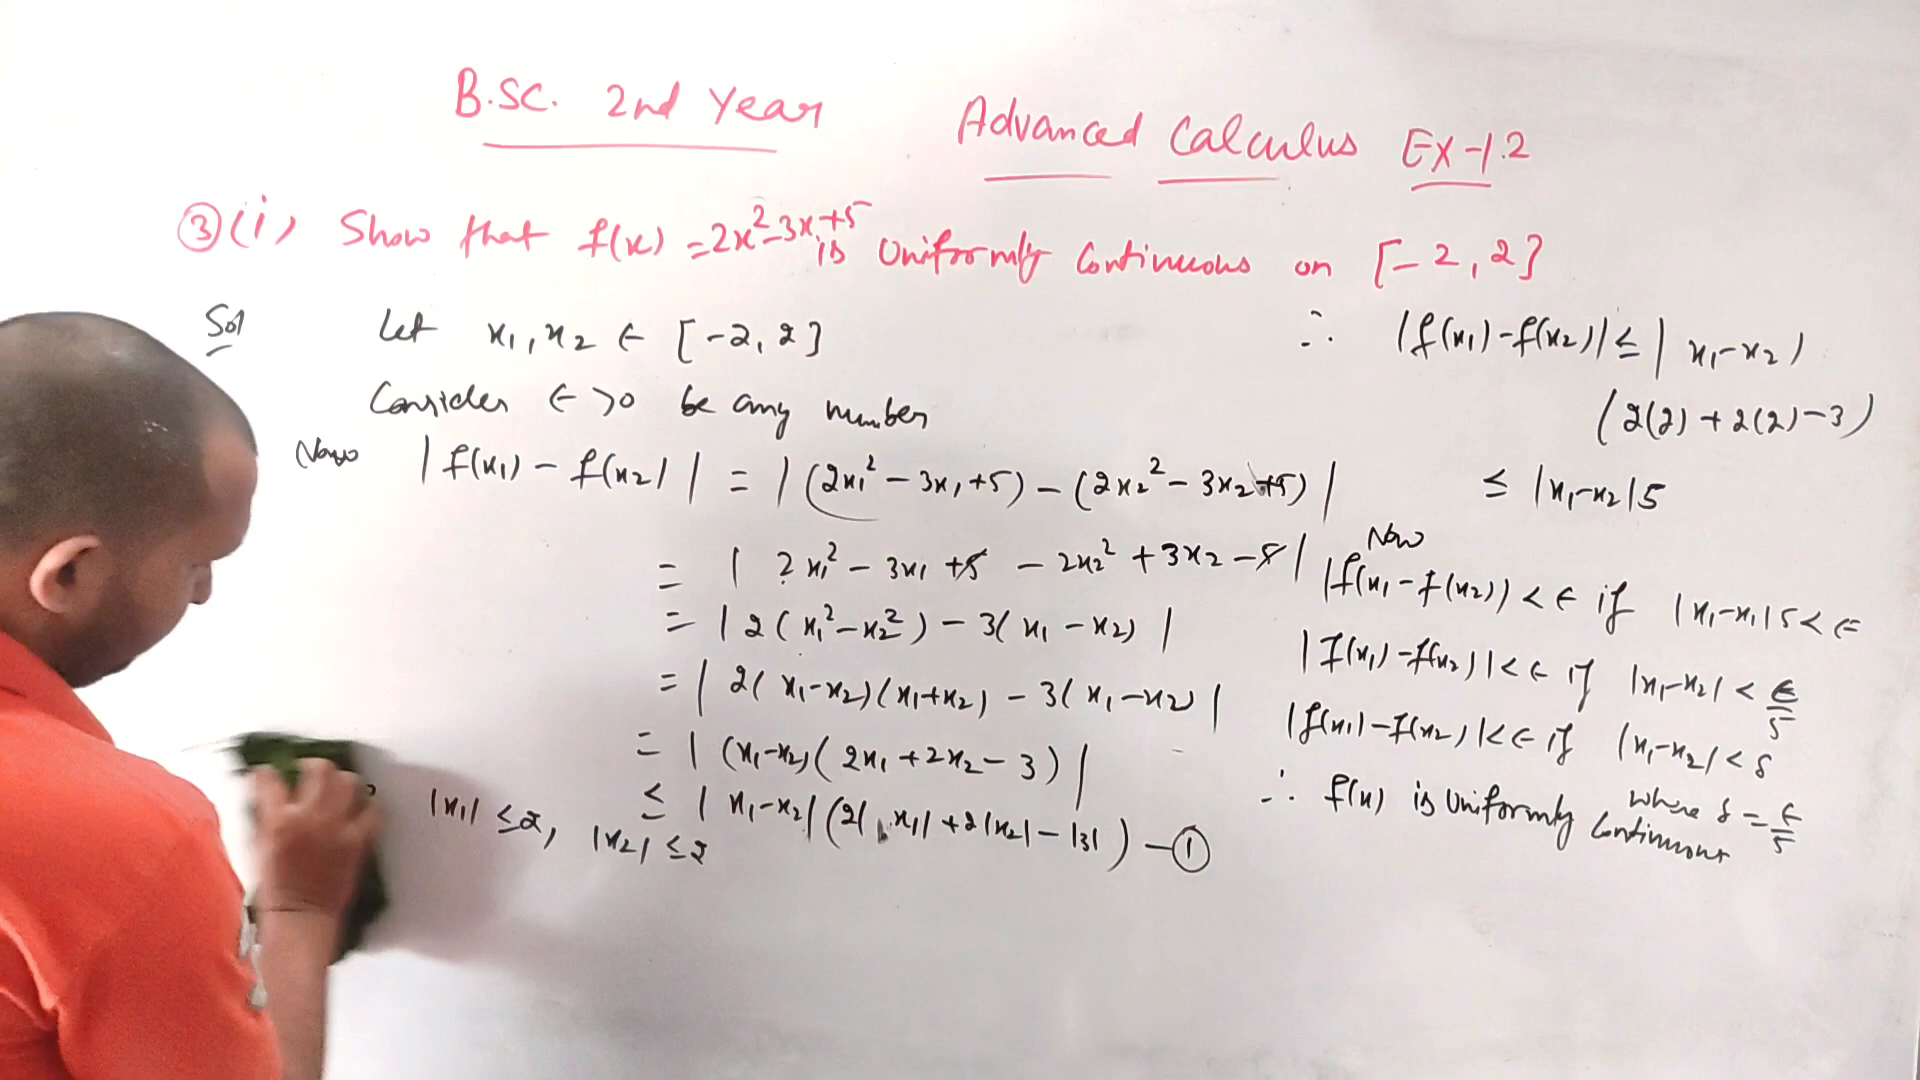 B.SC. 2nd Year
Advanced Calculus Ex-1.2
③(i) Show that f(x) = 2x²-3x+5 is Uniformly Continuous on [-2, 2]
Sol
Let x₁, x₂ ∈ [-2, 2]
Consider ∈ >0 be any number
Now |f(x₁) - f(x₂)| = |(2x₁² - 3x₁+5) - (2x₂² - 3x₂+5)|
= | 2x₁² - 3x₁ +5 - 2x₂² + 3x₂ -5 |
= | 2(x₁²-x₂²) - 3(x₁ - x₂) |
= | 2(x₁-x₂)(x₁+x₂) - 3(x₁-x₂) |
= | (x₁-x₂)(2x₁+2x₂-3) |
≤ |x₁-x₂| (2|x₁| + 2|x₂| - |3|) -①
|x₁| ≤2, |x₂| ≤2
∴ |f(x₁)-f(x₂)| ≤ |x₁-x₂|
(2(2) + 2(2)-3)
≤ |x₁-x₂|5
Now
|f(x₁-f(x₂)) < ∈ if |x₁-x₁|5 < ∈
|f(x₁)-f(x₂)| < ∈ if |x₁-x₂| < ∈/5
|f(x₁)-f(x₂)| < ∈ if |x₁-x₂| < δ
where δ = ∈/5
∴ f(x) is Uniformly Continuous